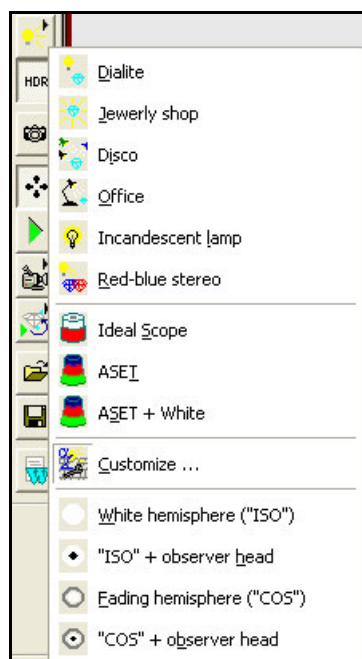 HDR
Dialite
Jewerly shop
Disco
Office
Incandescent lamp
Red-blue stereo
Ideal Scope
ASET
ASET + White
Customize ...
White hemisphere ("ISO")
"ISO" + observer head
Fading hemisphere ("COS")
"COS" + observer head